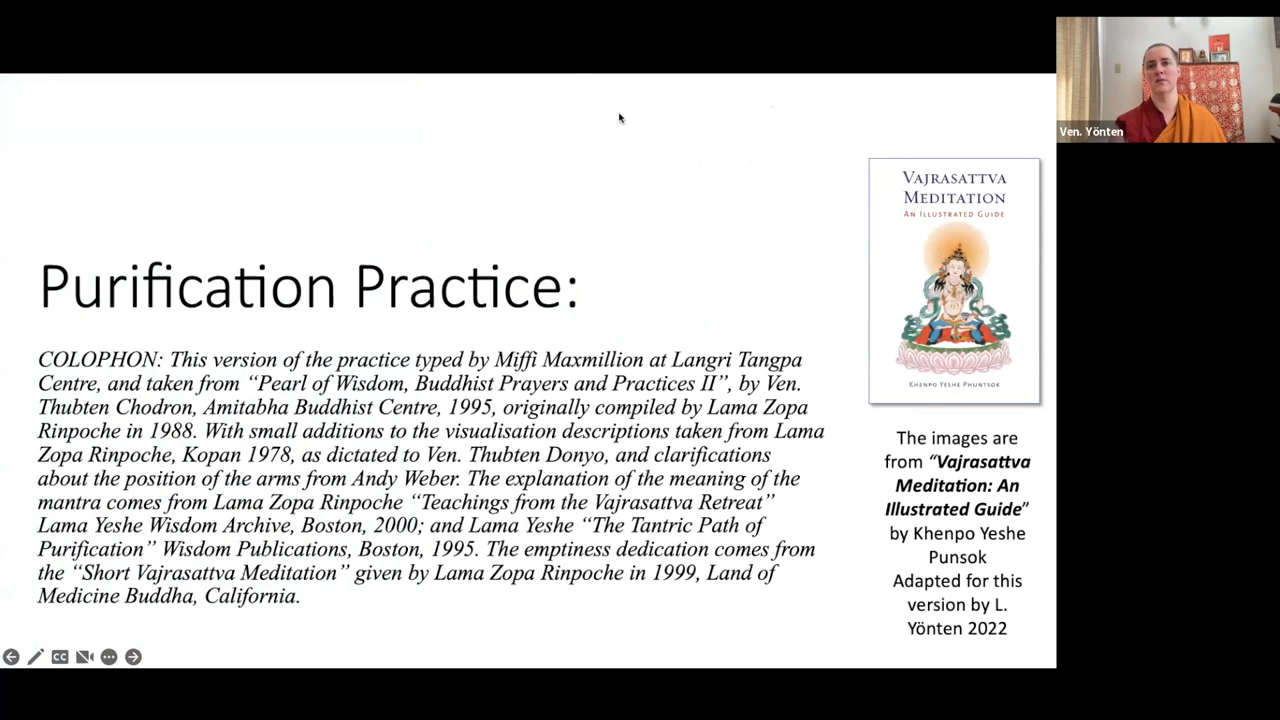 Ven. Yönten
Purification Practice:
COLOPHON: This version of the practice typed by Miffi Maxmillion at Langri Tangpa
Centre, and taken from “Pearl of Wisdom, Buddhist Prayers and Practices II”, by Ven.
Thubten Chodron, Amitabha Buddhist Centre, 1995, originally compiled by Lama Zopa
Rinpoche in 1988. With small additions to the visualisation descriptions taken from Lama
Zopa Rinpoche, Kopan 1978, as dictated to Ven. Thubten Donyo, and clarifications
about the position of the arms from Andy Weber. The explanation of the meaning of the
mantra comes from Lama Zopa Rinpoche “Teachings from the Vajrasattva Retreat”
Lama Yeshe Wisdom Archive, Boston, 2000; and Lama Yeshe “The Tantric Path of
Purification” Wisdom Publications, Boston, 1995. The emptiness dedication comes from
the “Short Vajrasattva Meditation” given by Lama Zopa Rinpoche in 1999, Land of
Medicine Buddha, California.
VAJRASATTVA
MEDITATION
AN ILLUSTRATED GUIDE
KHENPO YESHE PHUNTSOK
The images are
from “Vajrasattva
Meditation: An
Illustrated Guide”
by Khenpo Yeshe
Punsok
Adapted for this
version by L.
Yönten 2022
CC